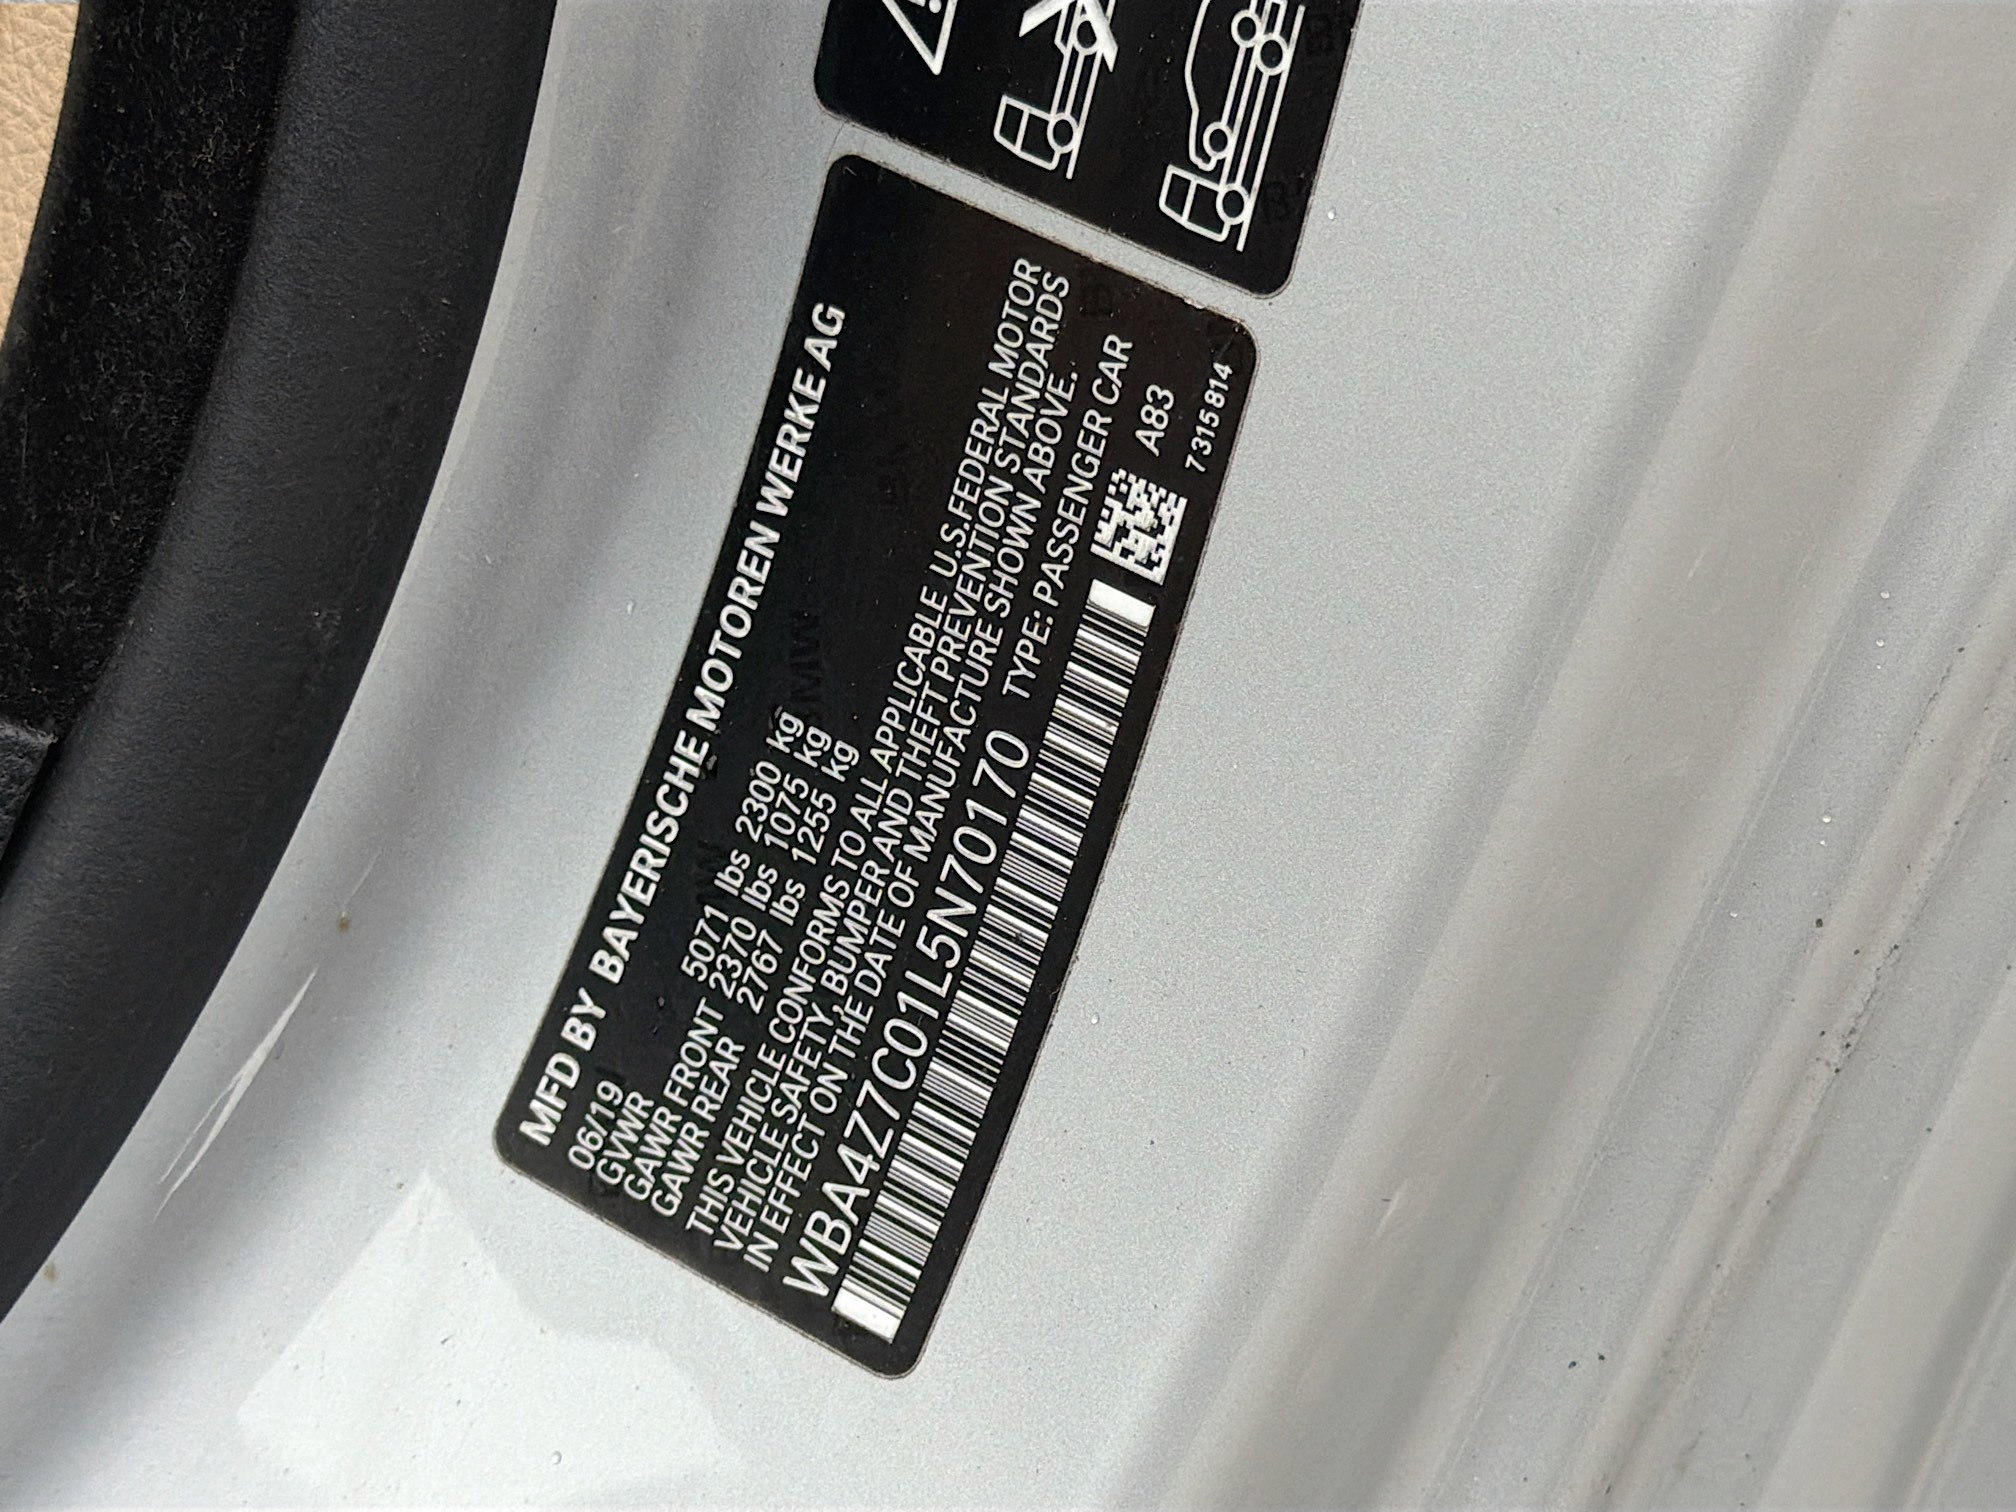 MFD BY BAYERISCHE MOTOREN WERKE AG
06/19
GVWR 5071 lbs 2300 kg
GAWR FRONT 2370 lbs 1075 kg
GAWR REAR 2767 lbs 1255 kg
THIS VEHICLE CONFORMS TO ALL APPLICABLE U.S.FEDERAL MOTOR
VEHICLE SAFETY, BUMPER AND THEFT PREVENTION STANDARDS
IN EFFECT ON THE DATE OF MANUFACTURE SHOWN ABOVE.
WBA4Z7C01L5N70170 TYPE: PASSENGER CAR
A83
7315814